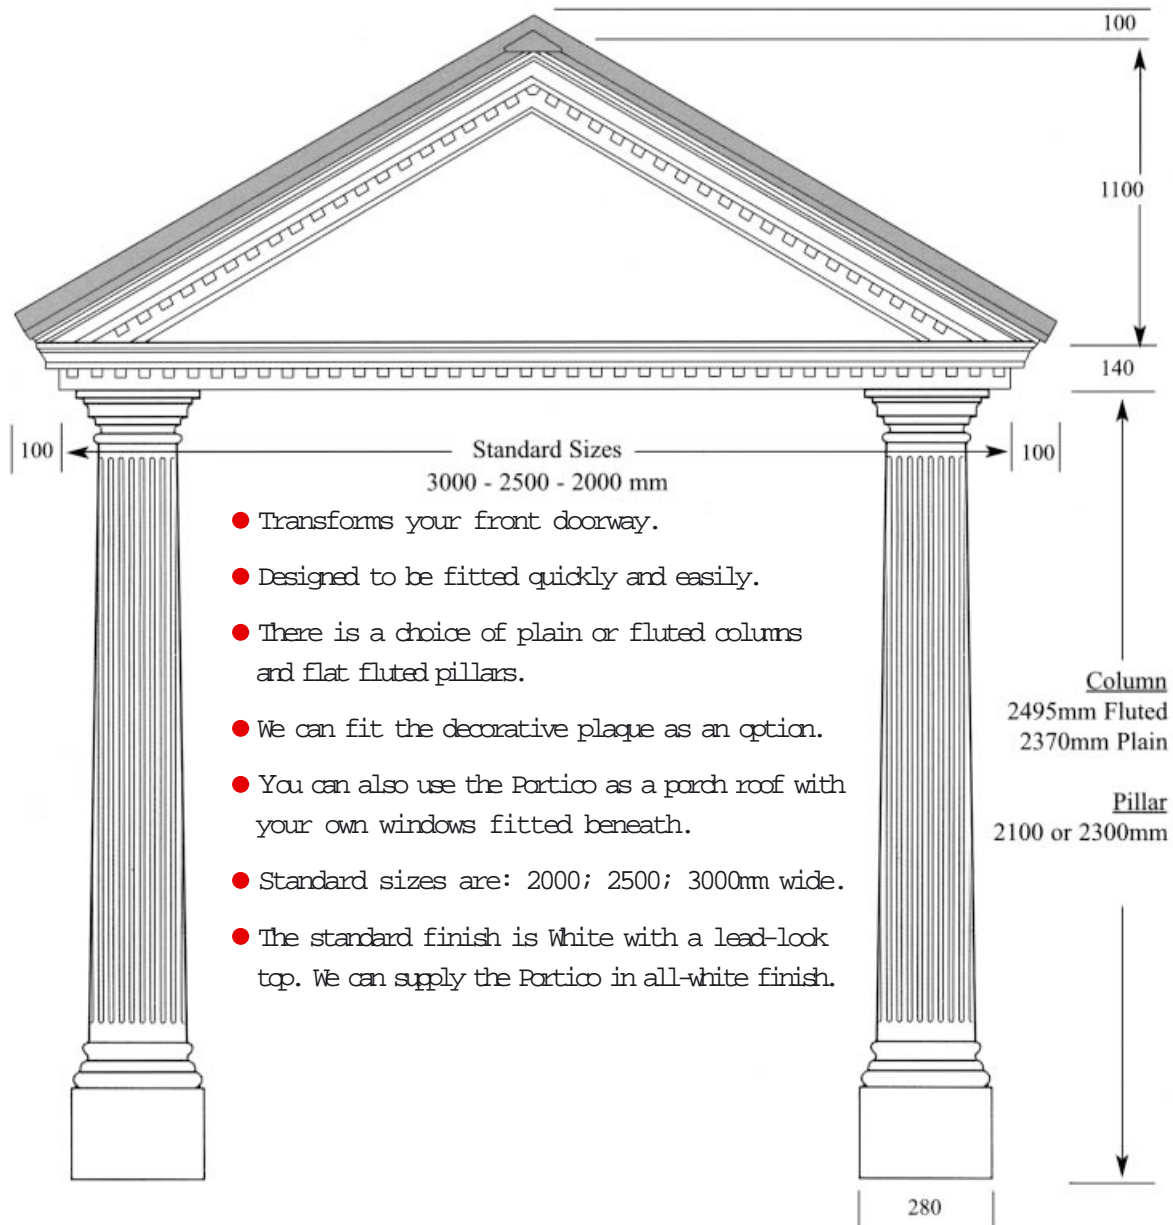 100
1100
140
100
Standard Sizes
100
3000 - 2500 - 2000 mm
● Transforms your front doorway.
● Designed to be fitted quickly and easily.
● There is a choice of plain or fluted columns
and flat fluted pillars.
● We can fit the decorative plaque as an option.
● You can also use the Portico as a porch roof with
your own windows fitted beneath.
● Standard sizes are: 2000; 2500; 3000mm wide.
● The standard finish is White with a lead-look
top. We can supply the Portico in all-white finish.
Column
2495mm Fluted
2370mm Plain
Pillar
2100 or 2300mm
280